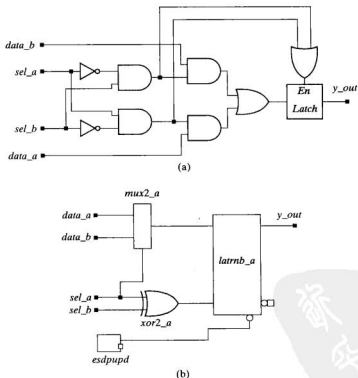 data_b
sel_a
En
Latch
y_out
sel_b
data_a
(a)
mux2_a
data_a
data_b
y_out
latrnb_a
sel_a
sel_b
xor2_a
esdpupd
(b)